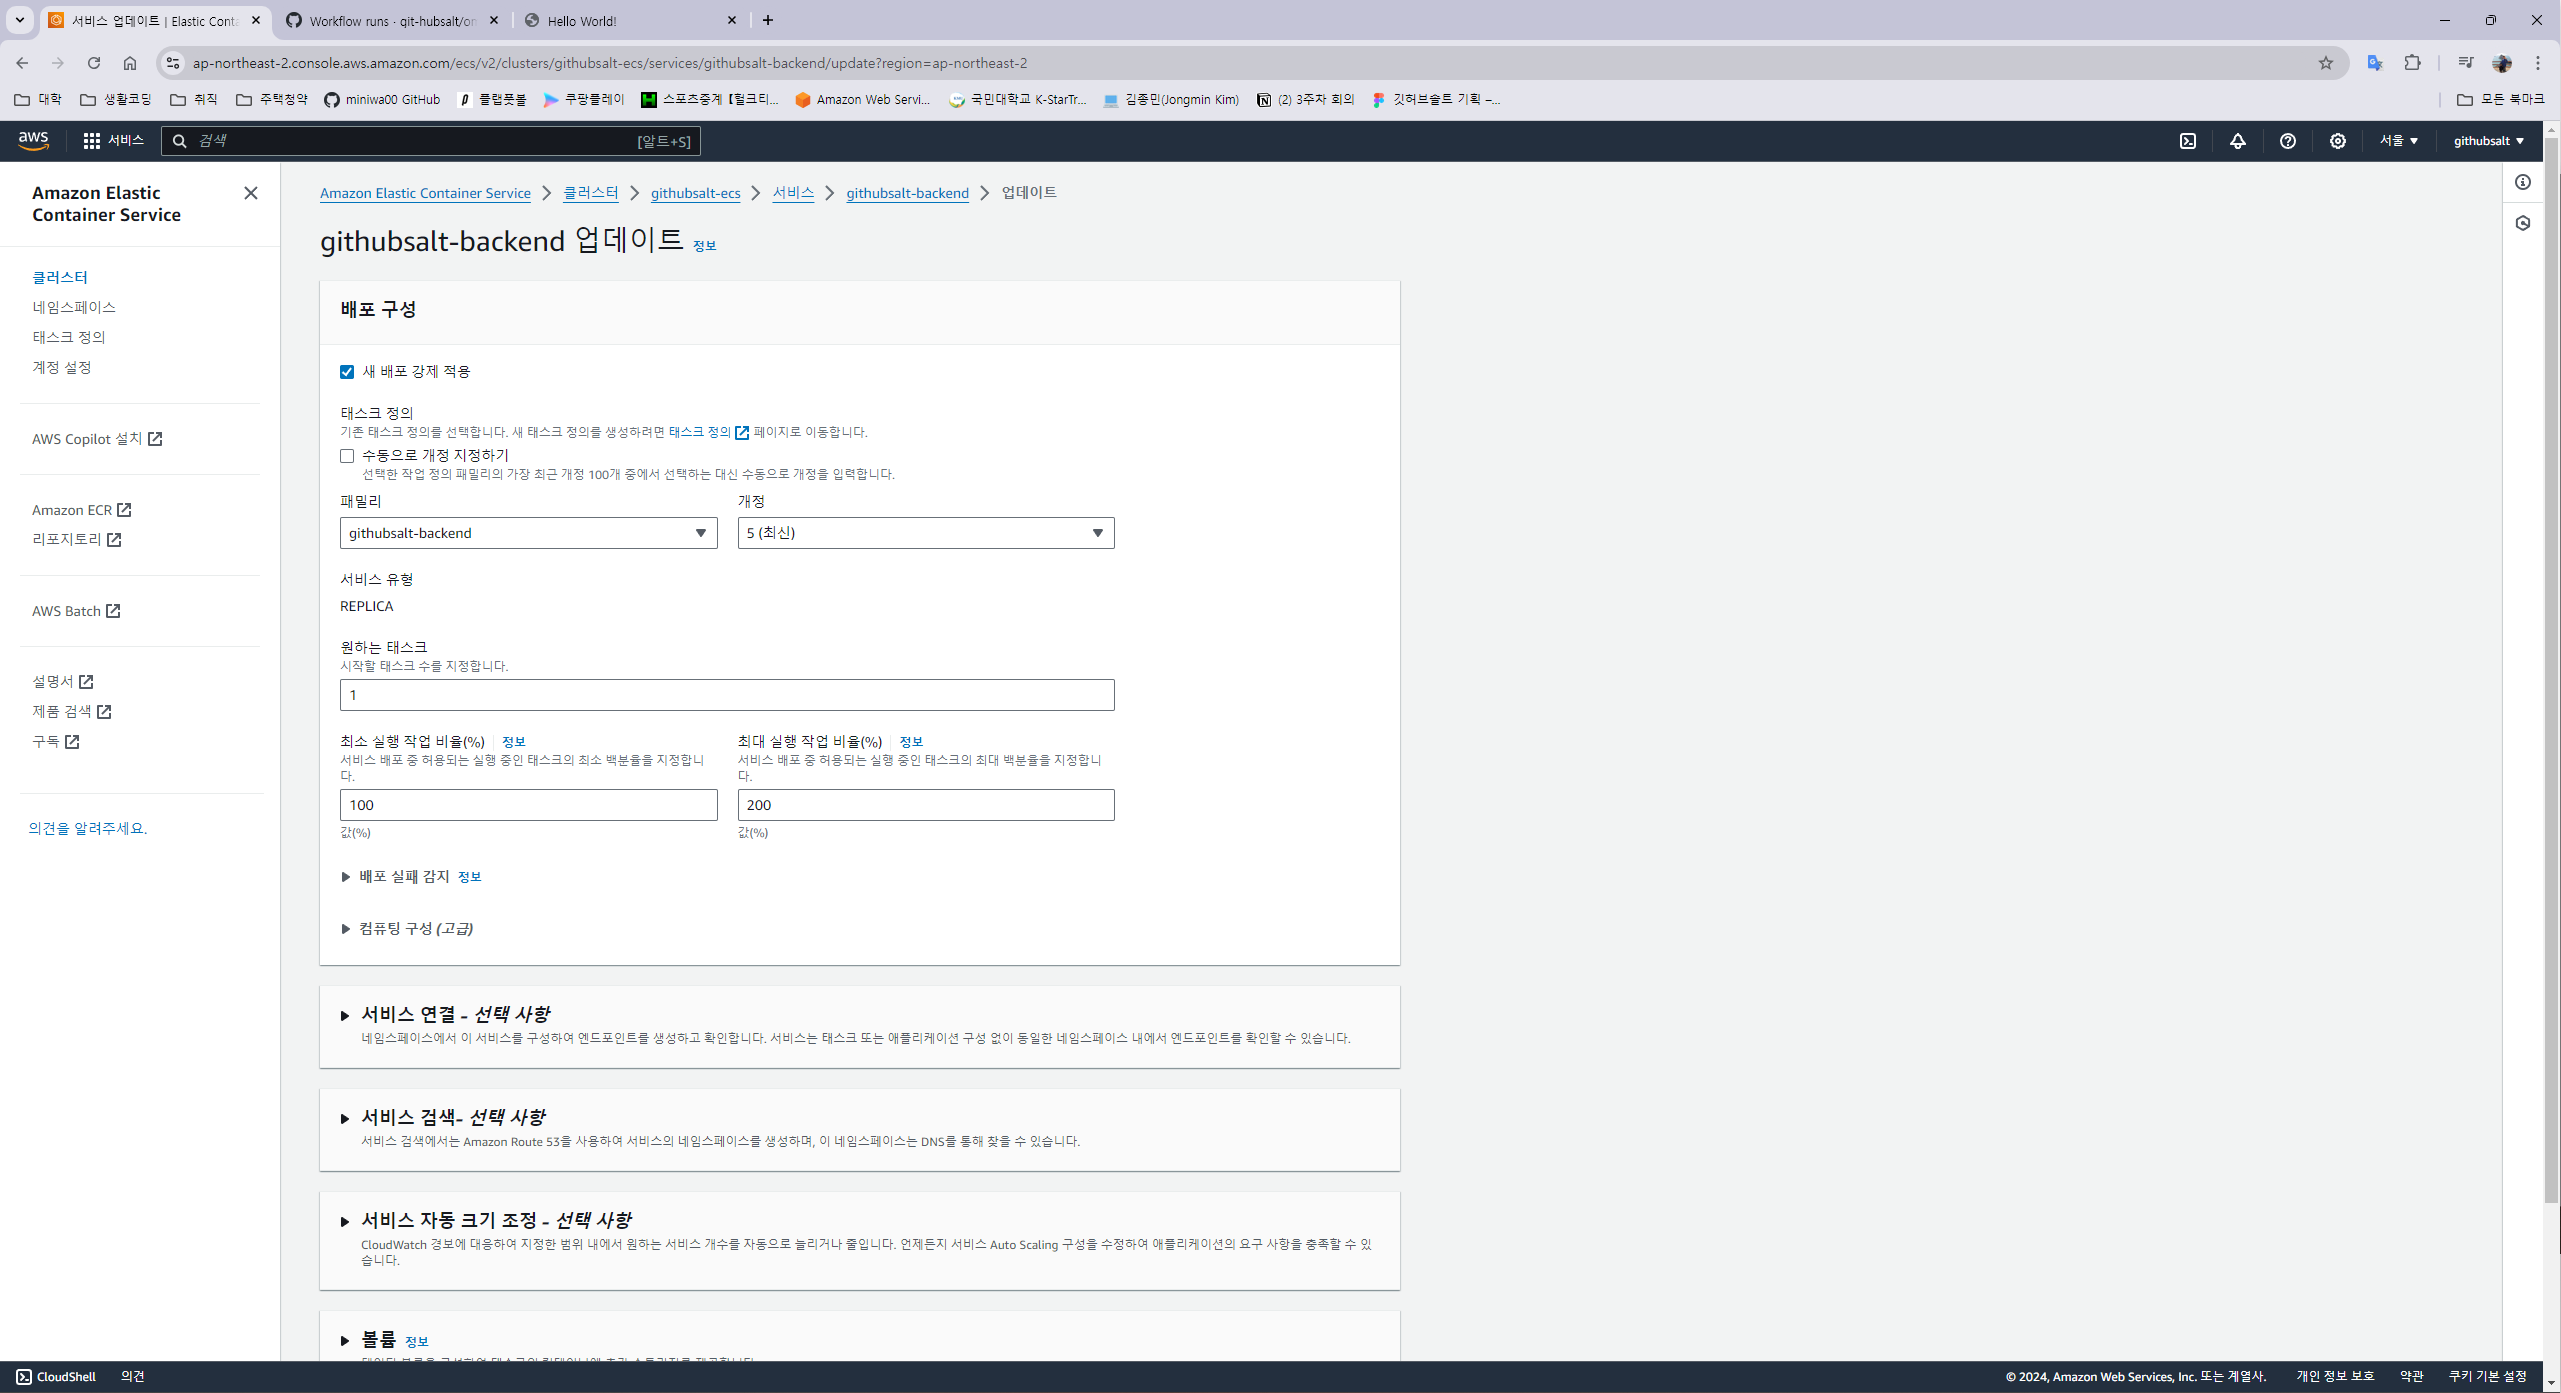 서비스 업데이트 | Elastic Conta
Workflow runs · git-hubsalt/on
Hello World!
ap-northeast-2.console.aws.amazon.com/ecs/v2/clusters/githubsalt-ecs/services/githubsalt-backend/update?region=ap-northeast-2
대학
생활코딩
취직
주택청약
miniwa00 GitHub
플랩풋볼
쿠팡플레이
스포츠중계【헐크티...
Amazon Web Servi...
국민대학교 K-StarTr...
김종민(Jongmin Kim)
(2) 3주차 회의
깃허브솔트 기획 –...
모든 북마크
aws
서비스
검색
[알트+S]
서울
githubsalt
Amazon Elastic
Container Service
클러스터
네임스페이스
태스크 정의
계정 설정
AWS Copilot 설치
Amazon ECR
리포지토리
AWS Batch
설명서
제품 검색
구독
의견을 알려주세요.
Amazon Elastic Container Service
클러스터
githubsalt-ecs
서비스
githubsalt-backend
업데이트
githubsalt-backend 업데이트 정보
배포 구성
새 배포 강제 적용
태스크 정의
기존 태스크 정의를 선택합니다. 새 태스크 정의를 생성하려면 태스크 정의 페이지로 이동합니다.
수동으로 개정 지정하기
선택한 작업 정의 패밀리의 가장 최근 개정 100개 중에서 선택하는 대신 수동으로 개정을 입력합니다.
패밀리
개정
githubsalt-backend
5 (최신)
서비스 유형
REPLICA
원하는 태스크
시작할 태스크 수를 지정합니다.
1
최소 실행 작업 비율(%) 정보
서비스 배포 중 허용되는 실행 중인 태스크의 최소 백분율을 지정합니
다.
100
값(%)
최대 실행 작업 비율(%) 정보
서비스 배포 중 허용되는 실행 중인 태스크의 최대 백분율을 지정합니
다.
200
값(%)
배포 실패 감지 정보
컴퓨팅 구성 (고급)
서비스 연결 - 선택 사항
네임스페이스에서 이 서비스를 구성하여 엔드포인트를 생성하고 확인합니다. 서비스는 태스크 또는 애플리케이션 구성 없이 동일한 네임스페이스 내에서 엔드포인트를 확인할 수 있습니다.
서비스 검색- 선택 사항
서비스 검색에서는 Amazon Route 53을 사용하여 서비스의 네임스페이스를 생성하며, 이 네임스페이스는 DNS를 통해 찾을 수 있습니다.
서비스 자동 크기 조정 - 선택 사항
CloudWatch 경보에 대응하여 지정한 범위 내에서 원하는 서비스 개수를 자동으로 늘리거나 줄입니다. 언제든지 서비스 Auto Scaling 구성을 수정하여 애플리케이션의 요구 사항을 충족할 수 있
습니다.
볼륨 정보
CloudShell
의견
© 2024, Amazon Web Services, Inc. 또는 계열사.
개인 정보 보호
약관
쿠키 기본 설정